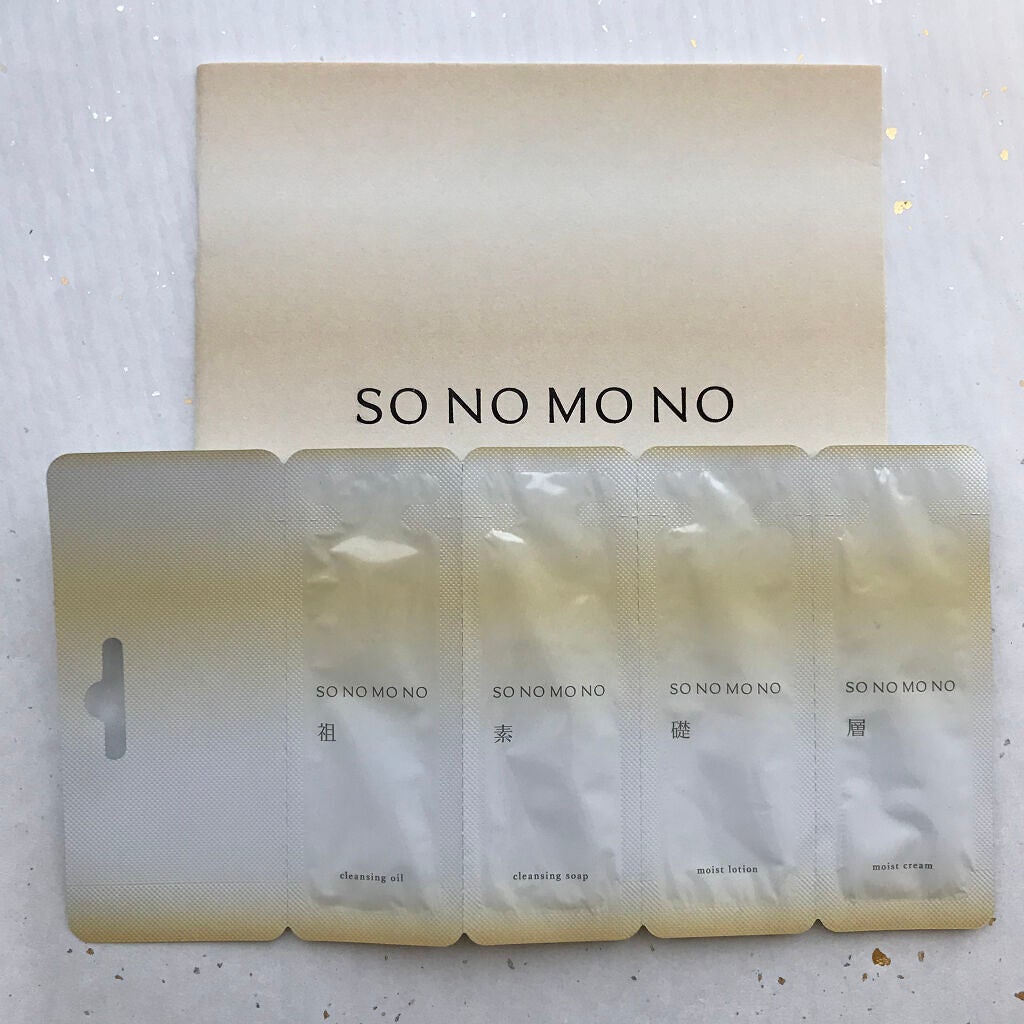 SO NO MO NO
SO NO MO NO
祖
cleansing oil
SO NO MO NO
素
cleansing soap
SO NO MO NO
礎
moist lotion
SO NO MO NO
層
moist cream